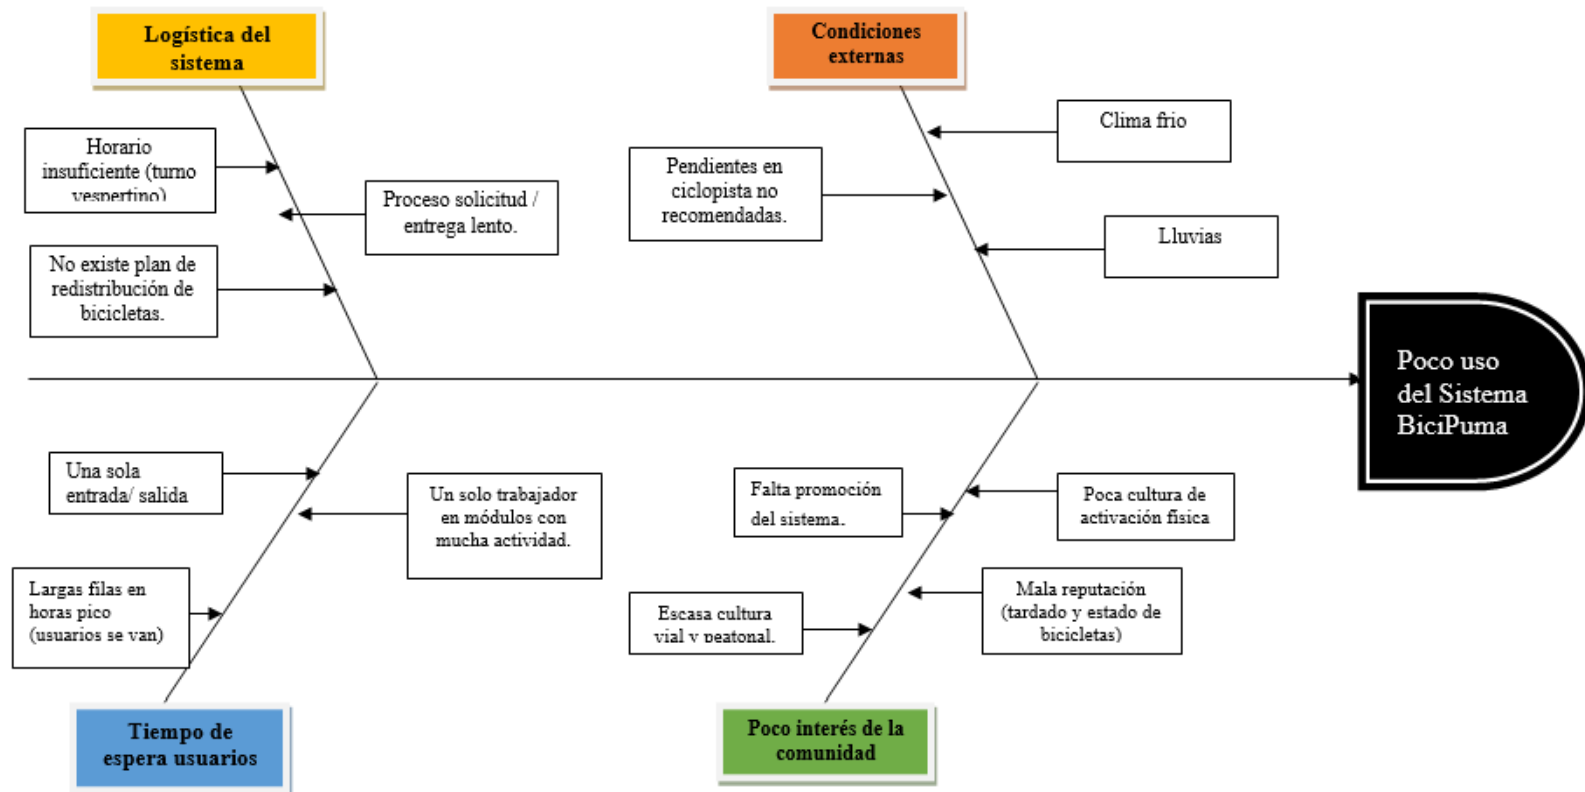 Logística del
sistema
Condiciones
externas
Horario
insuficiente (turno
vespertino)
Proceso solicitud /
entrega lento.
No existe plan de
redistribución de
bicicletas.
Pendientes en
ciclopista no
recomendadas.
Clima frio
Lluvias
Poco uso
del Sistema
BiciPuma
Una sola
entrada/ salida
Un solo trabajador
en módulos con
mucha actividad.
Largas filas en
horas pico
(usuarios se van)
Falta promoción
del sistema.
Poca cultura de
activación física
Escasa cultura
vial y peatonal.
Mala reputación
(tardado y estado de
bicicletas)
Tiempo de
espera usuarios
Poco interés de la
comunidad